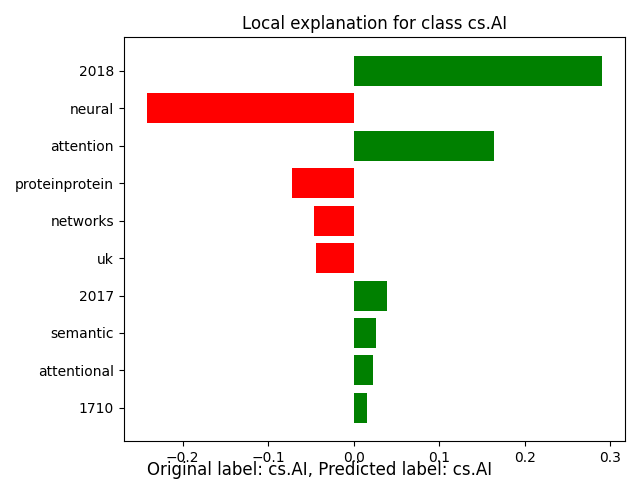 Local explanation for class cs.AI
2018
neural
attention
proteinprotein
networks
uk
2017
semantic
attentional
1710
−0.2 −0.1 0.0 0.1 0.2 0.3
Original label: cs.AI, Predicted label: cs.AI